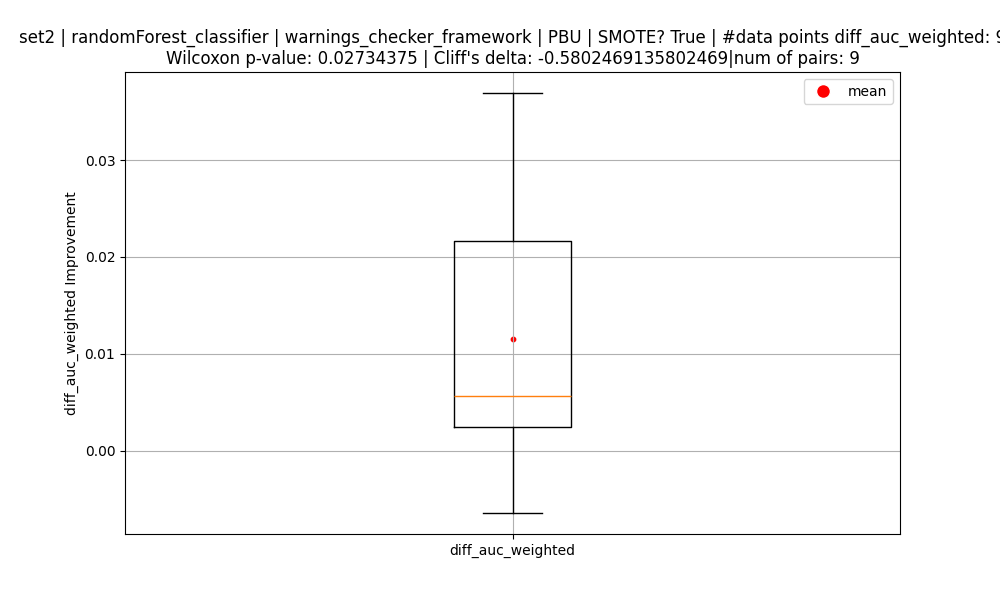 set2 | randomForest_classifier | warnings_checker_framework | PBU | SMOTE? True | #data points diff_auc_weighted: 9
Wilcoxon p-value: 0.02734375 | Cliff's delta: -0.5802469135802469|num of pairs: 9
mean
0.03
0.02
0.01
0.00
diff_auc_weighted Improvement
diff_auc_weighted